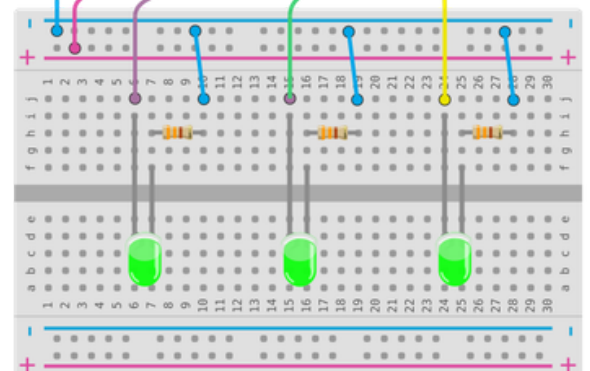 - -
+ +
1 2 3 4 5 6 7 8 9 10 11 12 13 14 15 16 17 18 19 20 21 22 23 24 25 26 27 28 29 30
j j
i i
h h
g g
f f
e e
d d
c c
b b
a a
1 2 3 4 5 6 7 8 9 10 11 12 13 14 15 16 17 18 19 20 21 22 23 24 25 26 27 28 29 30
- -
+ +